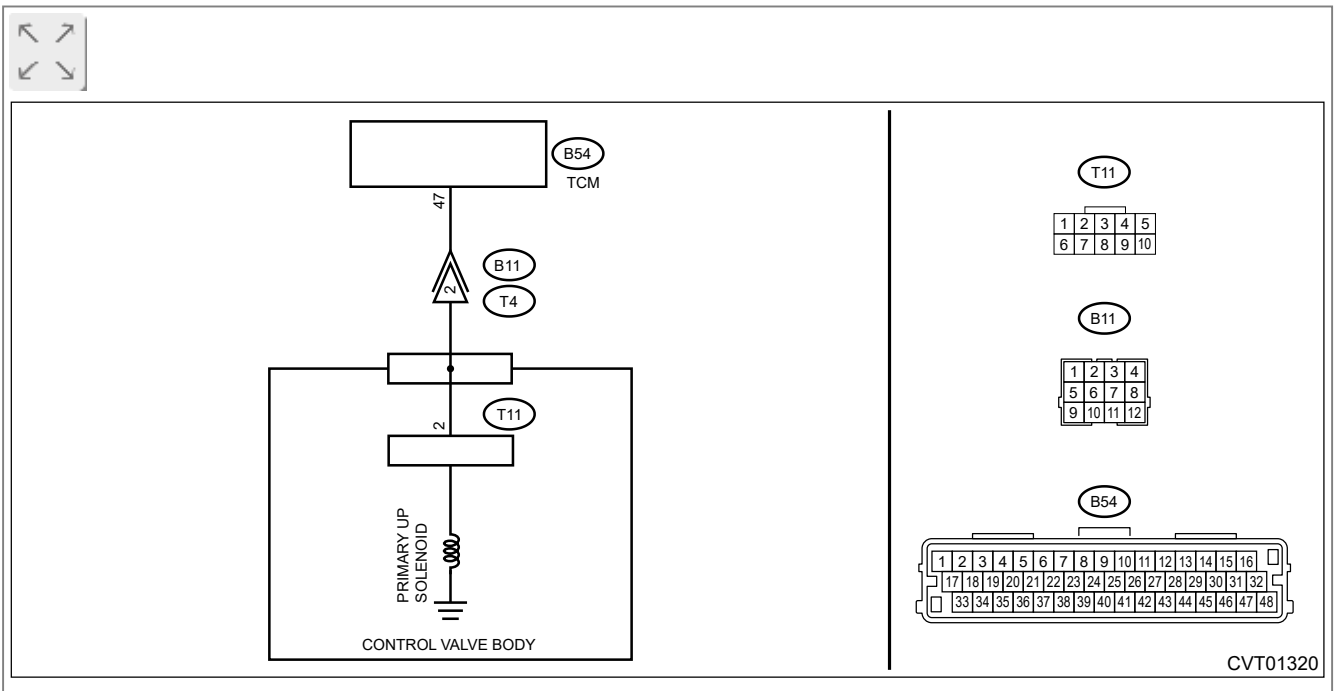 B54
TCM
47
B11
2
T4
T11
2
PRIMARY UP
SOLENOID
CONTROL VALVE BODY
T11
1 2 3 4 5
6 7 8 9 10
B11
1 2 3 4
5 6 7 8
9 10 11 12
B54
1 2 3 4 5 6 7 8 9 10 11 12 13 14 15 16
17 18 19 20 21 22 23 24 25 26 27 28 29 30 31 32
33 34 35 36 37 38 39 40 41 42 43 44 45 46 47 48
CVT01320